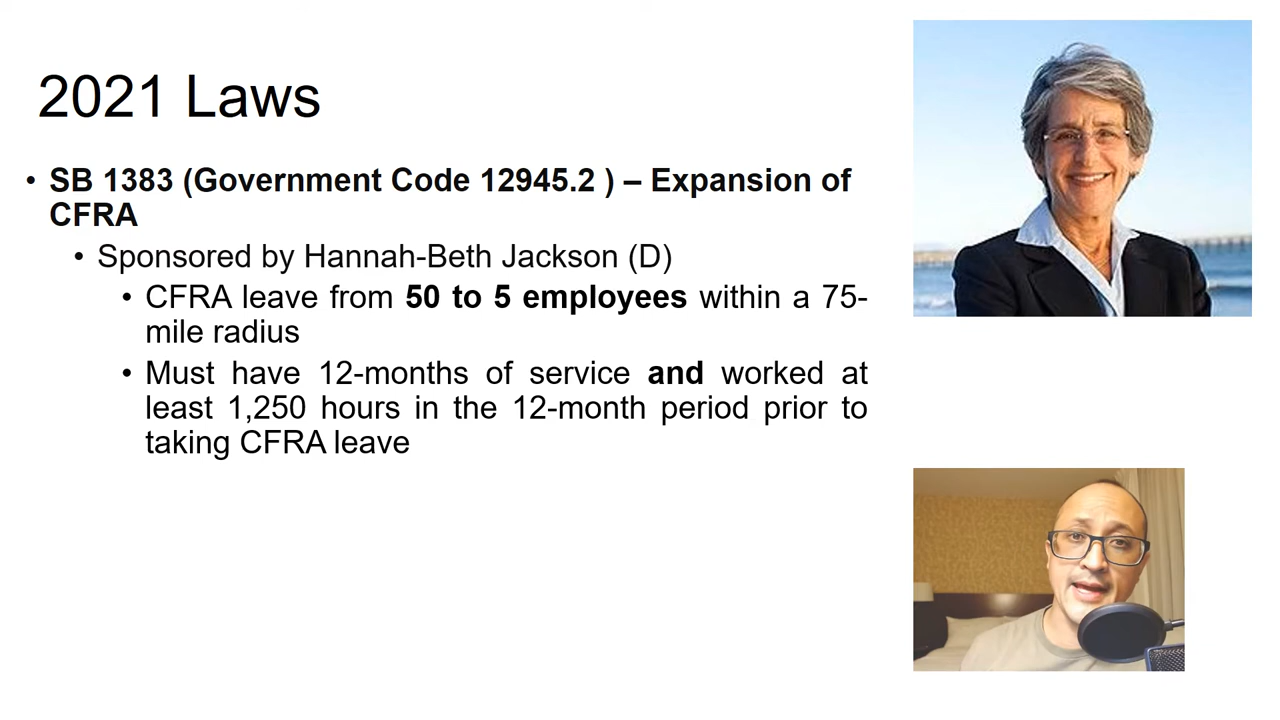 2021 Laws
• SB 1383 (Government Code 12945.2 ) – Expansion of
CFRA
• Sponsored by Hannah-Beth Jackson (D)
• CFRA leave from 50 to 5 employees within a 75-
mile radius
• Must have 12-months of service and worked at
least 1,250 hours in the 12-month period prior to
taking CFRA leave